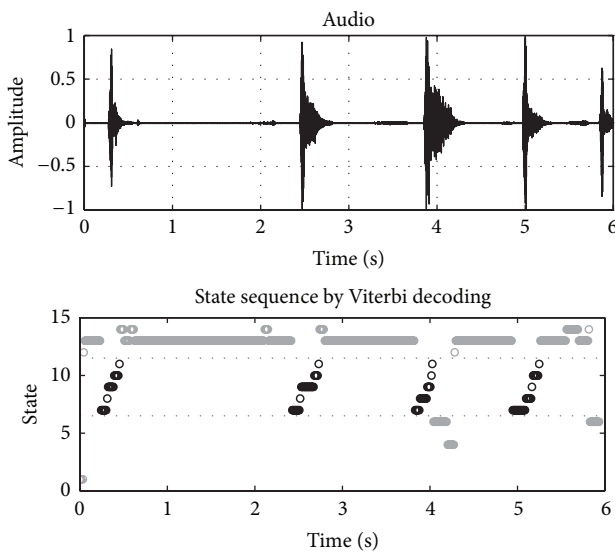 Audio
1
0.5
0
−0.5
−1
Amplitude
0 1 2 3 4 5 6
Time (s)
State sequence by Viterbi decoding
15
10
5
0
State
0 1 2 3 4 5 6
Time (s)